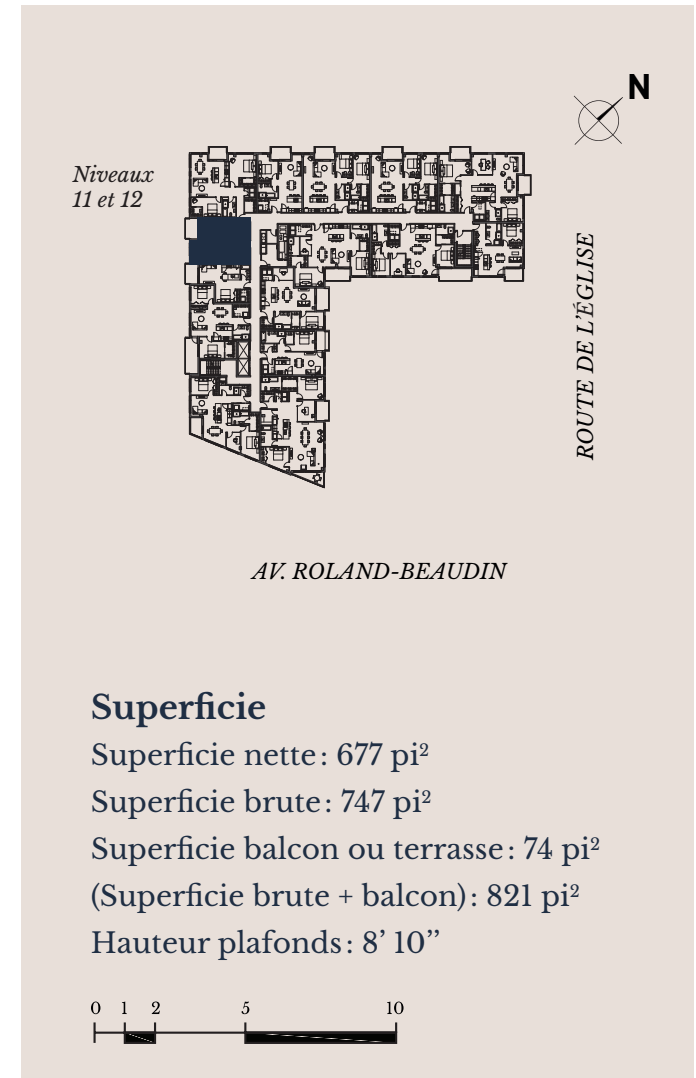 N
Niveaux
11 et 12
ROUTE DE L’ÉGLISE
AV. ROLAND-BEAUDIN
Superficie
Superficie nette : 677 pi²
Superficie brute : 747 pi²
Superficie balcon ou terrasse : 74 pi²
(Superficie brute + balcon) : 821 pi²
Hauteur plafonds : 8’ 10’’
0 1 2 5 10